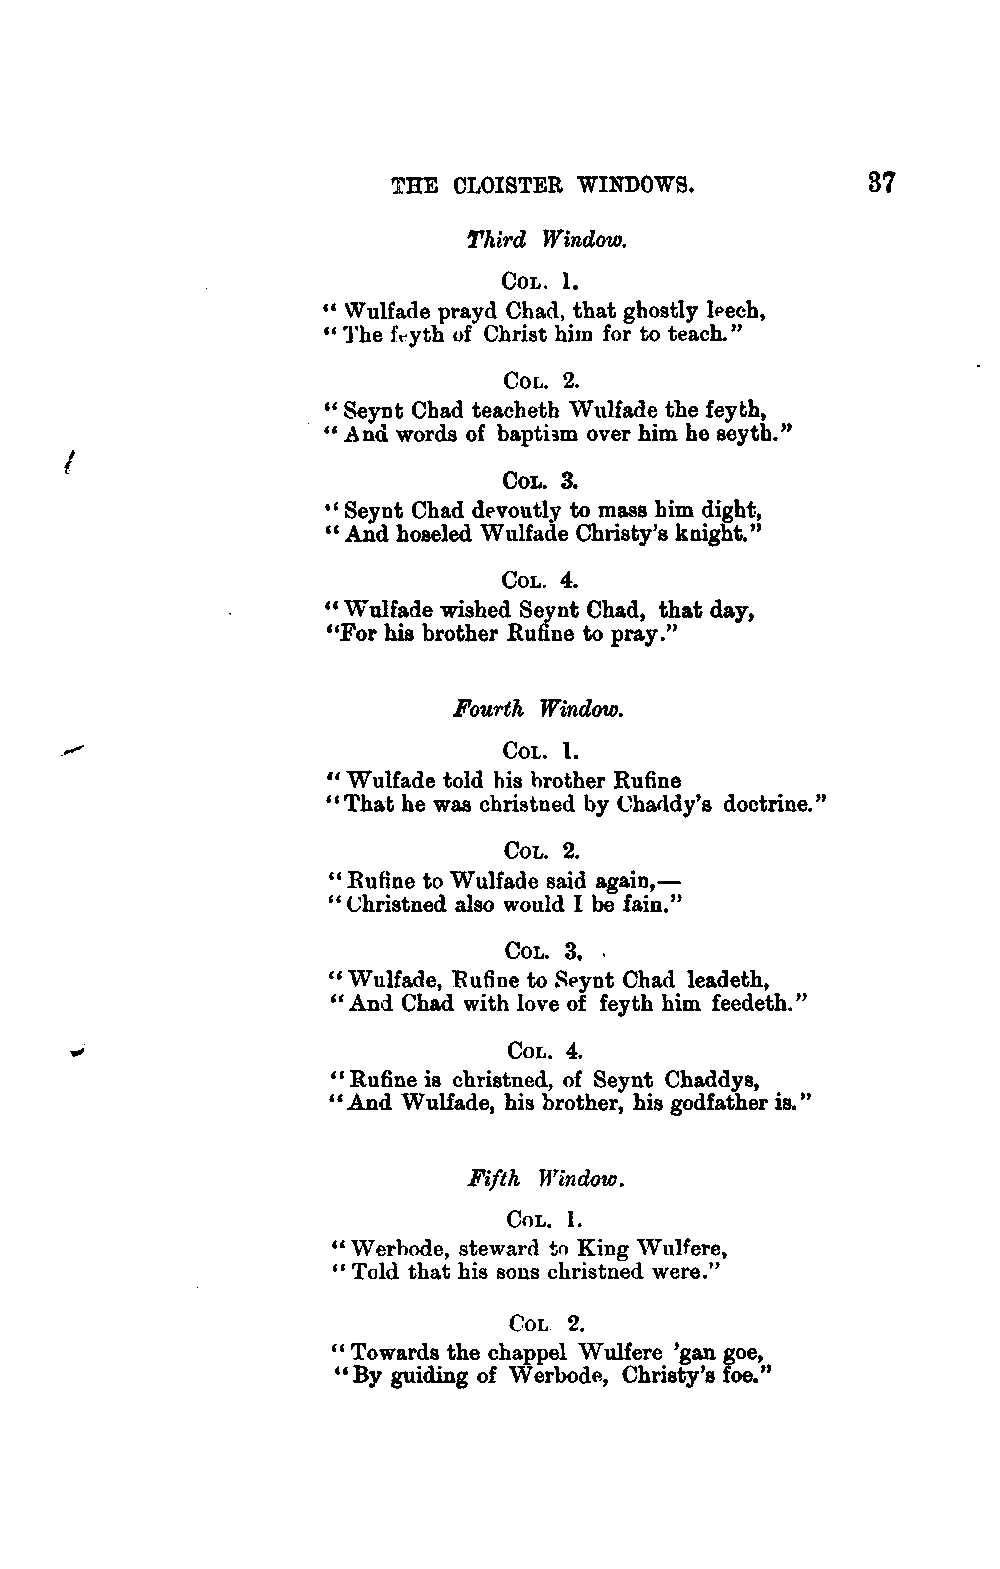 THE CLOISTER WINDOWS. 37
Third Window.
COL. 1.
“ Wulfade prayd Chad, that ghostly leech,
“ The feyth of Christ him for to teach.”
COL. 2.
“ Seynt Chad teacheth Wulfade the feyth,
“ And words of baptism over him he seyth.”
COL. 3.
“ Seynt Chad devoutly to mass him dight,
“ And hoseled Wulfade Christy’s knight.”
COL. 4.
“ Wulfade wished Seynt Chad, that day,
“For his brother Rufine to pray.”
Fourth Window.
COL. 1.
“ Wulfade told his brother Rufine
“That he was christned by Chaddy’s doctrine.”
COL. 2.
“ Rufine to Wulfade said again,—
“ Christned also would I be fain.”
COL. 3.
“ Wulfade, Rufine to Seynt Chad leadeth,
“ And Chad with love of feyth him feedeth.”
COL. 4.
“ Rufine is christned, of Seynt Chaddys,
“And Wulfade, his brother, his godfather is.”
Fifth Window.
COL. 1.
“ Werbode, steward to King Wulfere,
“ Told that his sons christned were.”
COL 2.
“ Towards the chappel Wulfere ’gan goe,
“ By guiding of Werbode, Christy’s foe.”